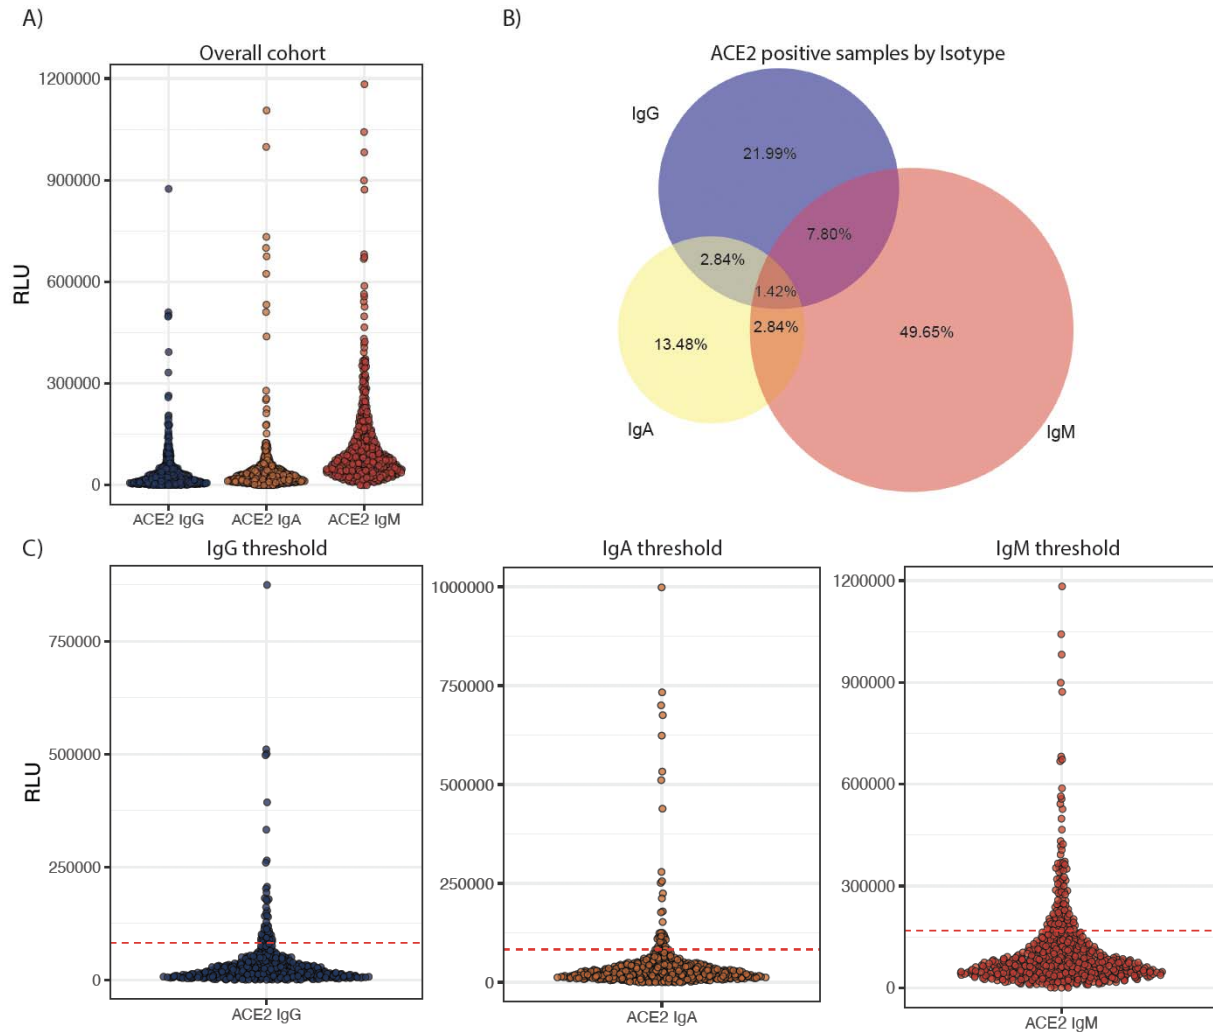 A)
Overall cohort
1200000
900000
600000
300000
0
RLU
ACE2 IgG ACE2 IgA ACE2 IgM
B)
ACE2 positive samples by Isotype
IgG
21.99%
7.80%
2.84%
1.42%
2.84%
13.48%
49.65%
IgA
IgM
C)
IgG threshold
750000
500000
250000
0
RLU
ACE2 IgG
IgA threshold
1000000
750000
500000
250000
0
ACE2 IgA
IgM threshold
1200000
900000
600000
300000
0
ACE2 IgM